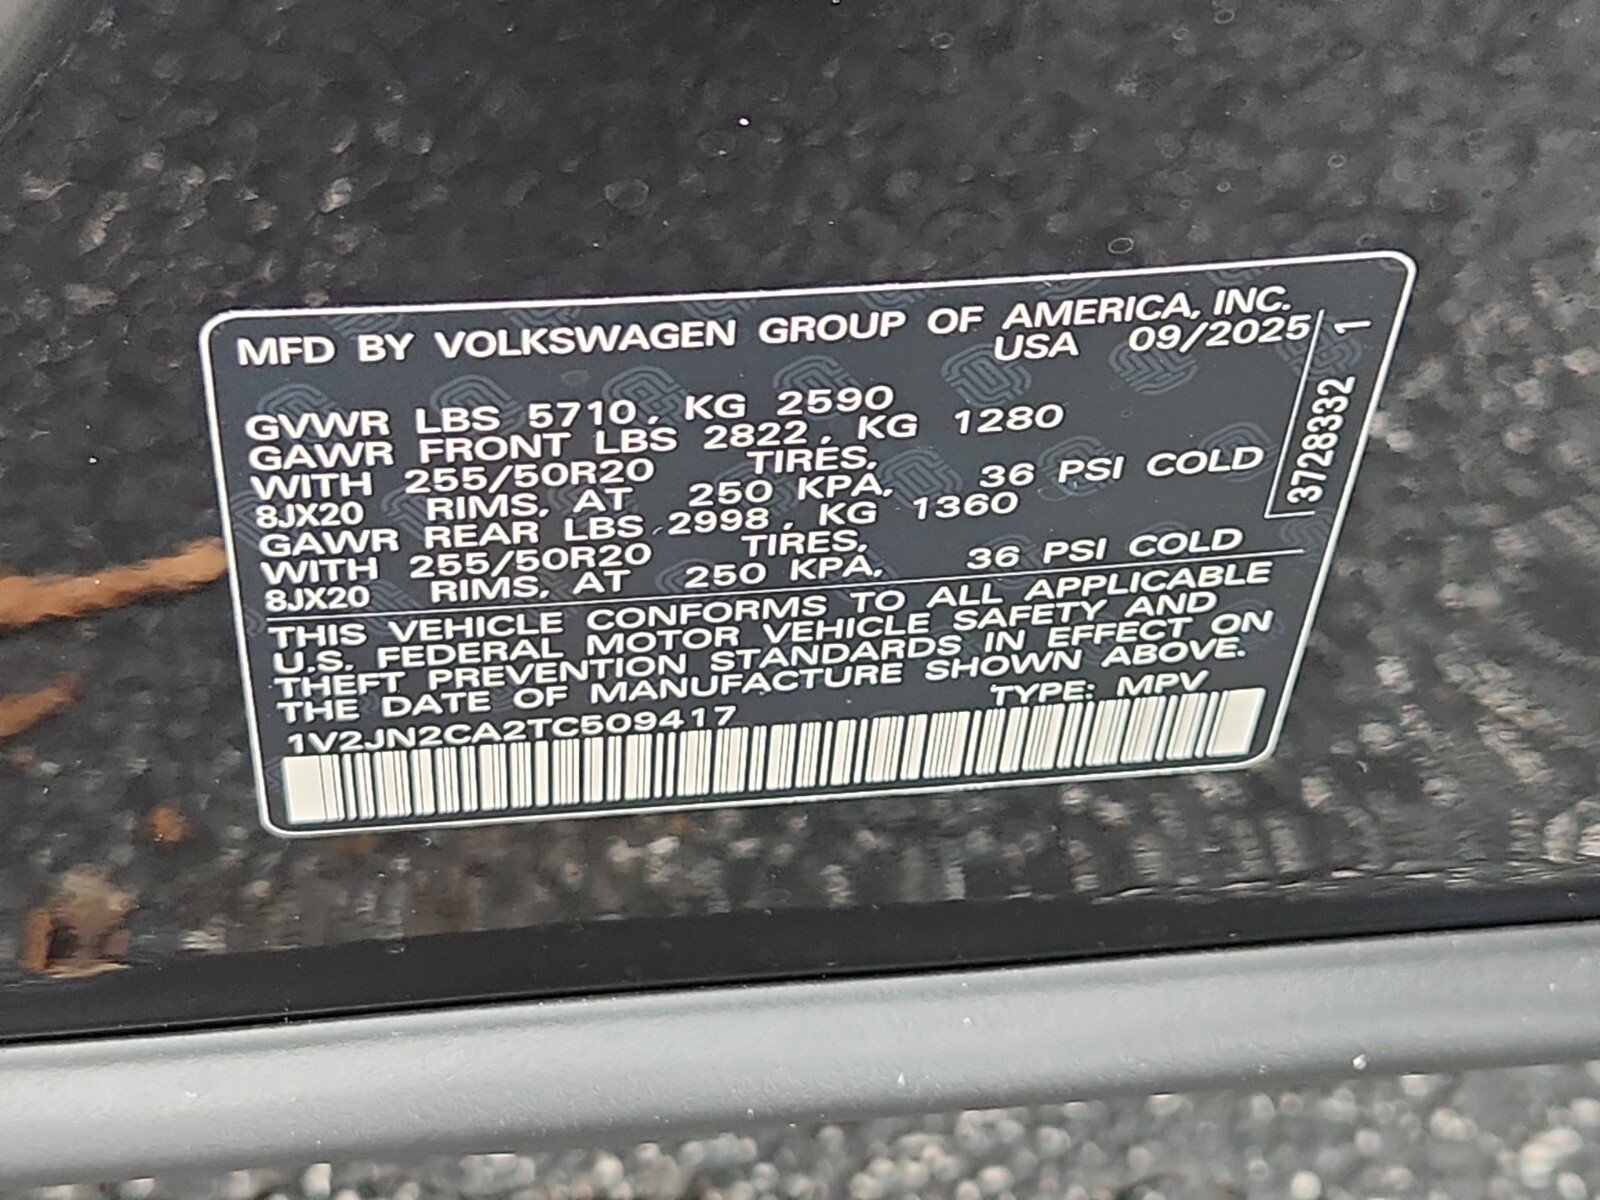 MFD BY VOLKSWAGEN GROUP OF AMERICA, INC.
USA 09/2025
GVWR LBS 5710, KG 2590
GAWR FRONT LBS 2822, KG 1280
WITH 255/50R20 TIRES,
8JX20 RIMS, AT 250 KPA, 36 PSI COLD
GAWR REAR LBS 2998, KG 1360
WITH 255/50R20 TIRES,
8JX20 RIMS, AT 250 KPA, 36 PSI COLD
THIS VEHICLE CONFORMS TO ALL APPLICABLE
U.S. FEDERAL MOTOR VEHICLE SAFETY AND
THEFT PREVENTION STANDARDS IN EFFECT ON
THE DATE OF MANUFACTURE SHOWN ABOVE.
1V2JN2CA2TC509417 TYPE: MPV
3728332 1